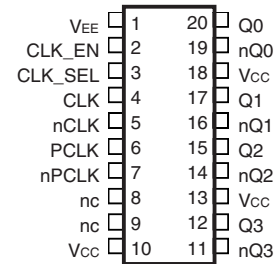 VEE 1 20 Q0
CLK_EN 2 19 nQ0
CLK_SEL 3 18 VCC
CLK 4 17 Q1
nCLK 5 16 nQ1
PCLK 6 15 Q2
nPCLK 7 14 nQ2
nc 8 13 VCC
nc 9 12 Q3
VCC 10 11 nQ3